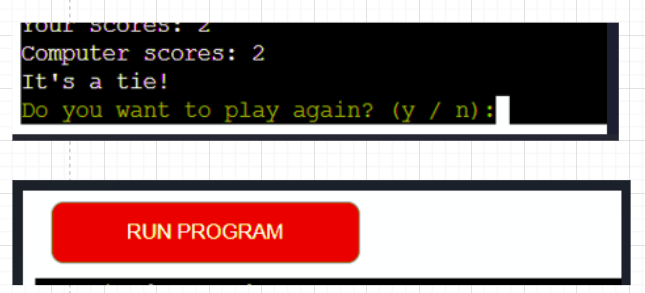 Your scores: 2
Computer scores: 2
It's a tie!
Do you want to play again? (y / n):
RUN PROGRAM